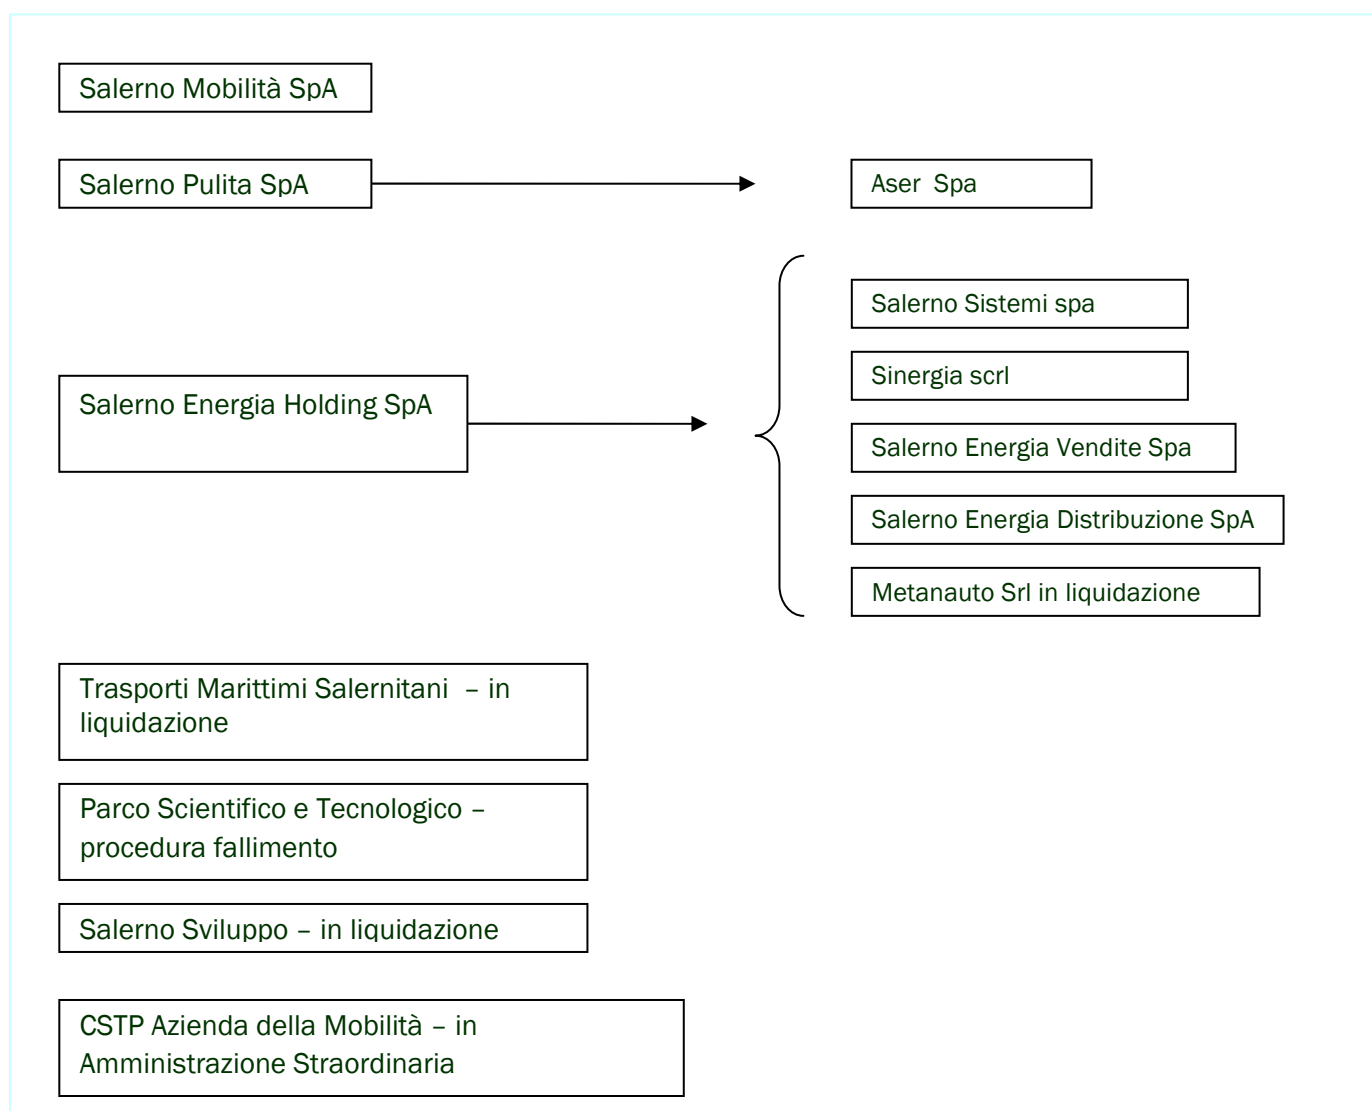 Salerno Mobilità SpA
Salerno Pulita SpA
Aser Spa
Salerno Energia Holding SpA
Salerno Sistemi spa
Sinergia scrl
Salerno Energia Vendite Spa
Salerno Energia Distribuzione SpA
Metanauto Srl in liquidazione
Trasporti Marittimi Salernitani – in
liquidazione
Parco Scientifico e Tecnologico –
procedura fallimento
Salerno Sviluppo – in liquidazione
CSTP Azienda della Mobilità – in
Amministrazione Straordinaria